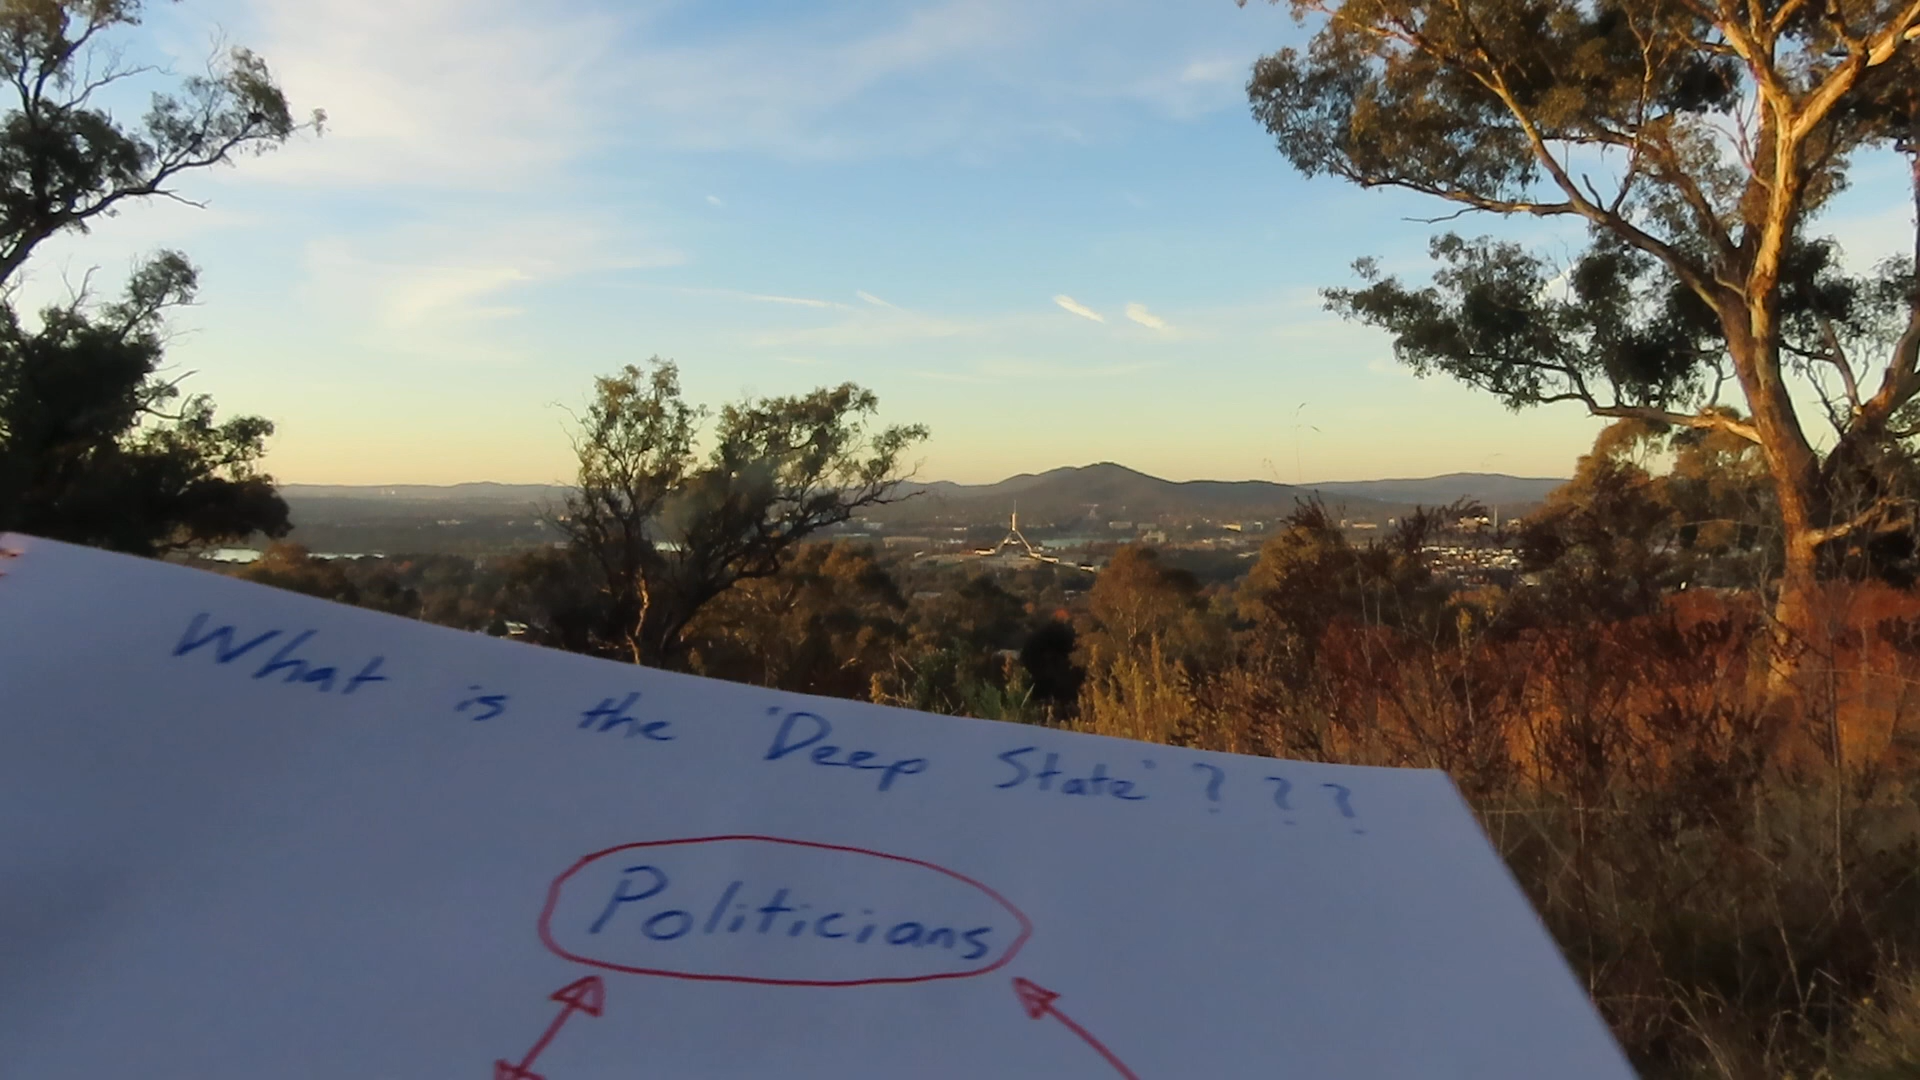 What is the 'Deep State' ???
Politicians